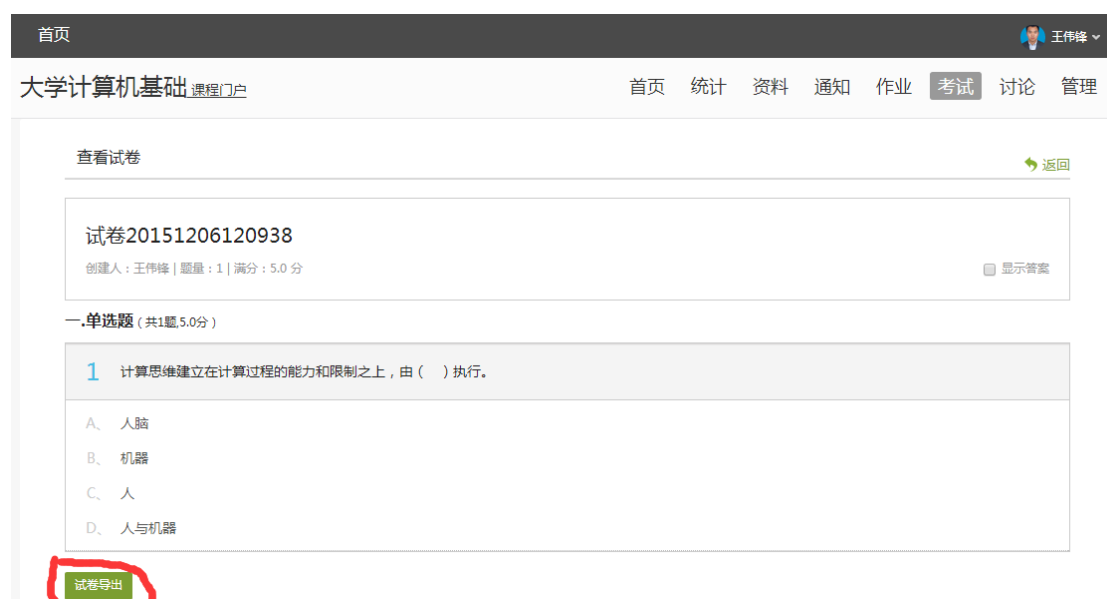 首页 王伟锋
大学计算机基础 课程门户 首页 统计 资料 通知 作业 考试 讨论 管理
查看试卷 返回
试卷20151206120938
创建人：王伟锋 | 题量：1 | 满分：5.0 分 显示答案
一.单选题（共1题,5.0分）
1 计算思维建立在计算过程的能力和限制之上，由（ ）执行。
A、 人脑
B、 机器
C、 人
D、 人与机器
试卷导出